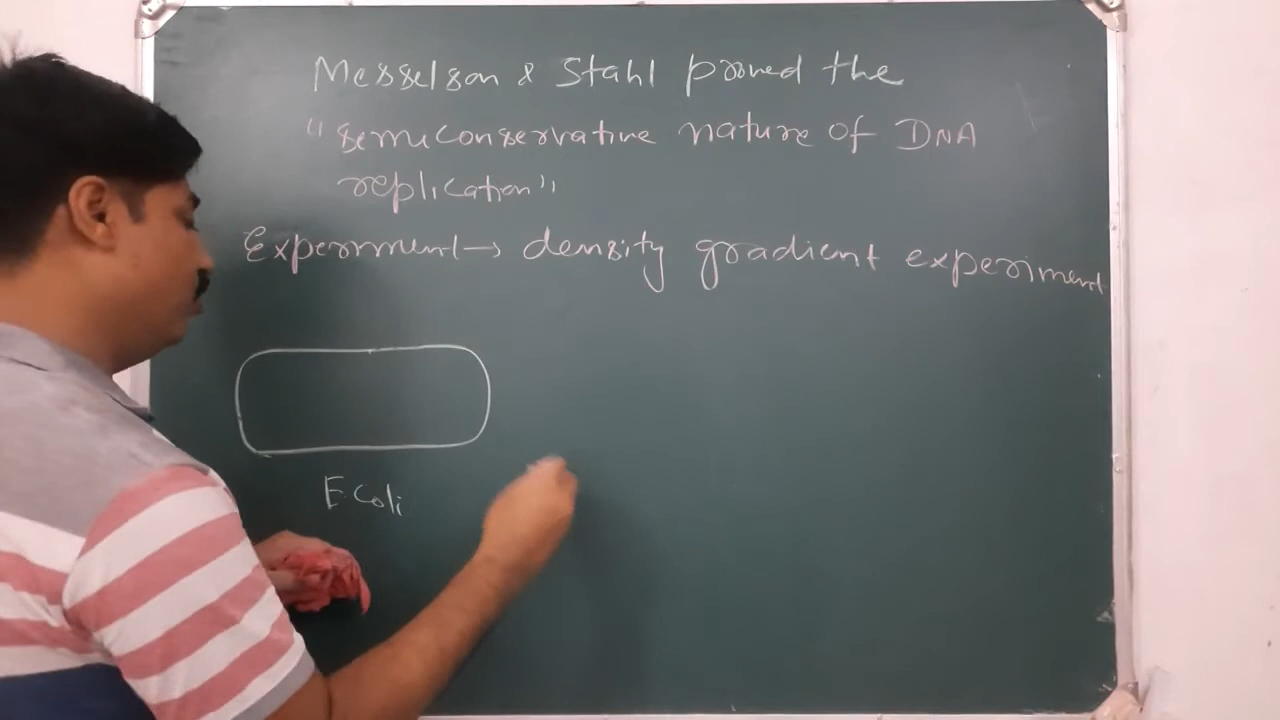 Messelson & Stahl proved the
"semiconservative nature of DNA
replication"
Experiment → density gradient experiment
E.Coli